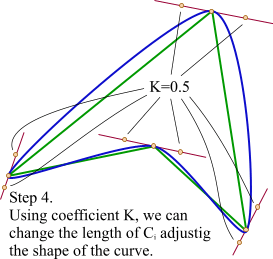 K=0.5
Step 4.
Using coefficient K, we can
change the length of Ci adjustig
the shape of the curve.